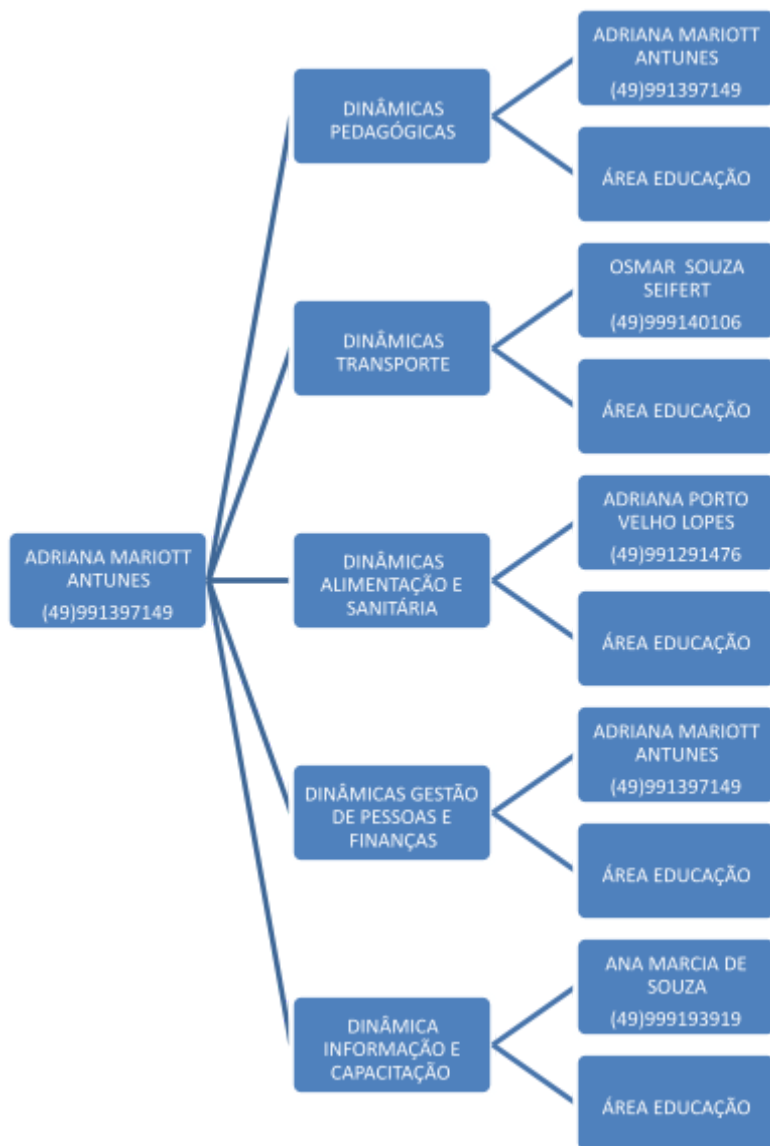 ADRIANA MARIOTT
ANTUNES
(49)991397149
DINÂMICAS
PEDAGÓGICAS
ADRIANA MARIOTT
ANTUNES
(49)991397149
ÁREA EDUCAÇÃO
DINÂMICAS
TRANSPORTE
OSMAR SOUZA
SEIFERT
(49)999140106
ÁREA EDUCAÇÃO
DINÂMICAS
ALIMENTAÇÃO E
SANITÁRIA
ADRIANA PORTO
VELHO LOPES
(49)991291476
ÁREA EDUCAÇÃO
DINÂMICAS GESTÃO
DE PESSOAS E
FINANÇAS
ADRIANA MARIOTT
ANTUNES
(49)991397149
ÁREA EDUCAÇÃO
DINÂMICA
INFORMAÇÃO E
CAPACITAÇÃO
ANA MARCIA DE
SOUZA
(49)999193919
ÁREA EDUCAÇÃO